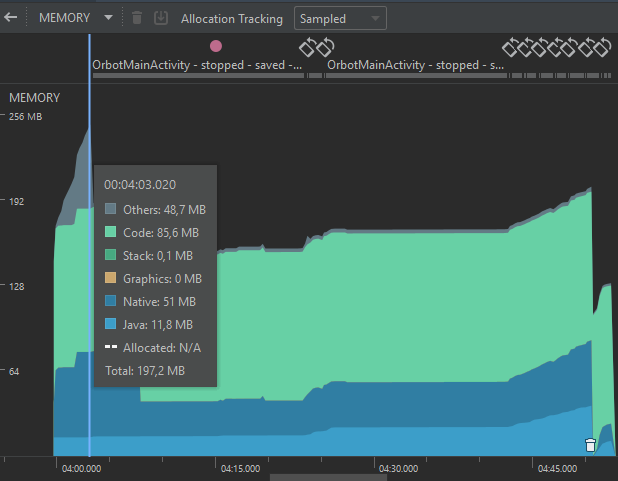 MEMORY
Allocation Tracking
Sampled
OrbotMainActivity - stopped - saved -...
OrbotMainActivity - stopped - s...
MEMORY
256 MB
192
128
64
00:04:03.020
Others: 48,7 MB
Code: 85,6 MB
Stack: 0,1 MB
Graphics: 0 MB
Native: 51 MB
Java: 11,8 MB
Allocated: N/A
Total: 197,2 MB
04:00.000
04:15.000
04:30.000
04:45.000